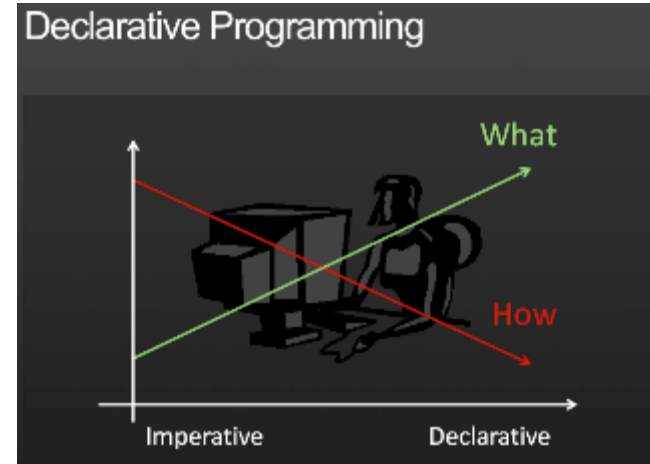 Declarative Programming
What
How
Imperative
Declarative